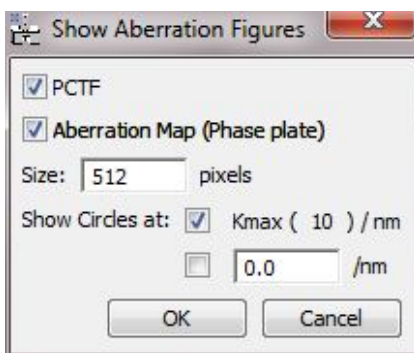 Show Aberration Figures
PCTF
Aberration Map (Phase plate)
Size: 512 pixels
Show Circles at: Kmax ( 10 ) / nm
0.0 /nm
OK Cancel